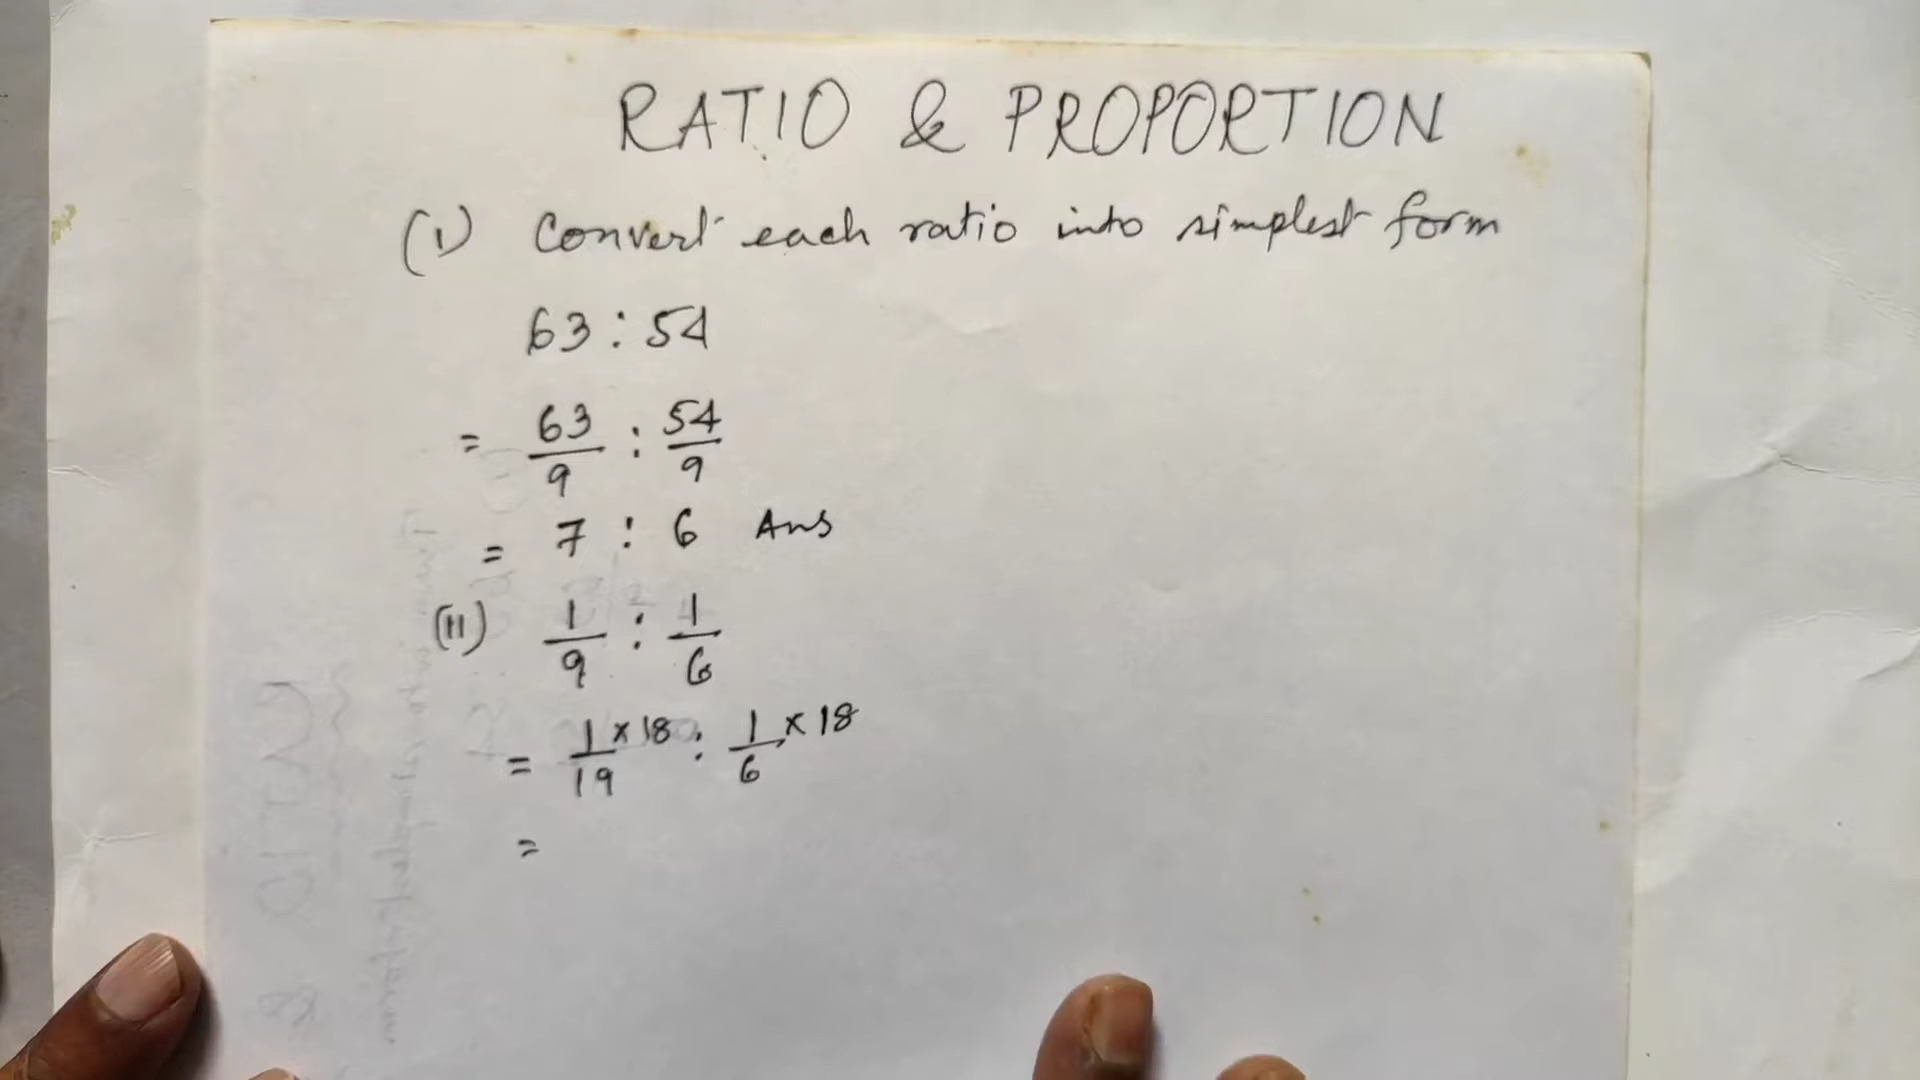 RATIO & PROPORTION
(1) Convert each ratio into simplest form
63 : 54
= 63/9 : 54/9
= 7 : 6 Ans
(11) 1/9 : 1/6
= 1/19 × 18 : 1/6 × 18
=